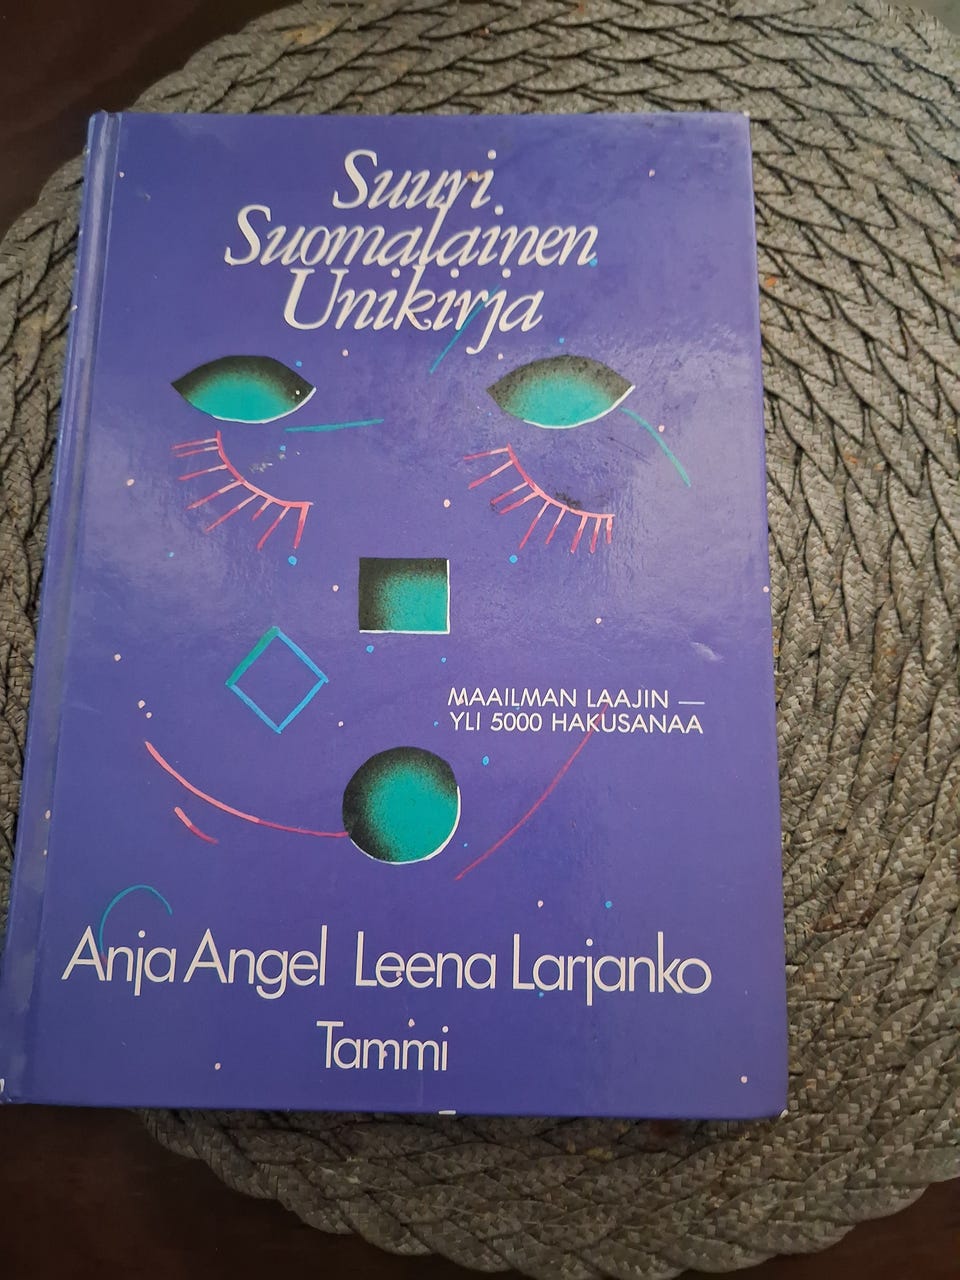 Suuri
Suomalainen
Unikirja
MAAILMAN LAAJIN —
YLI 5000 HAKUSANAA
Anja Angel Leena Larjanko
Tammi